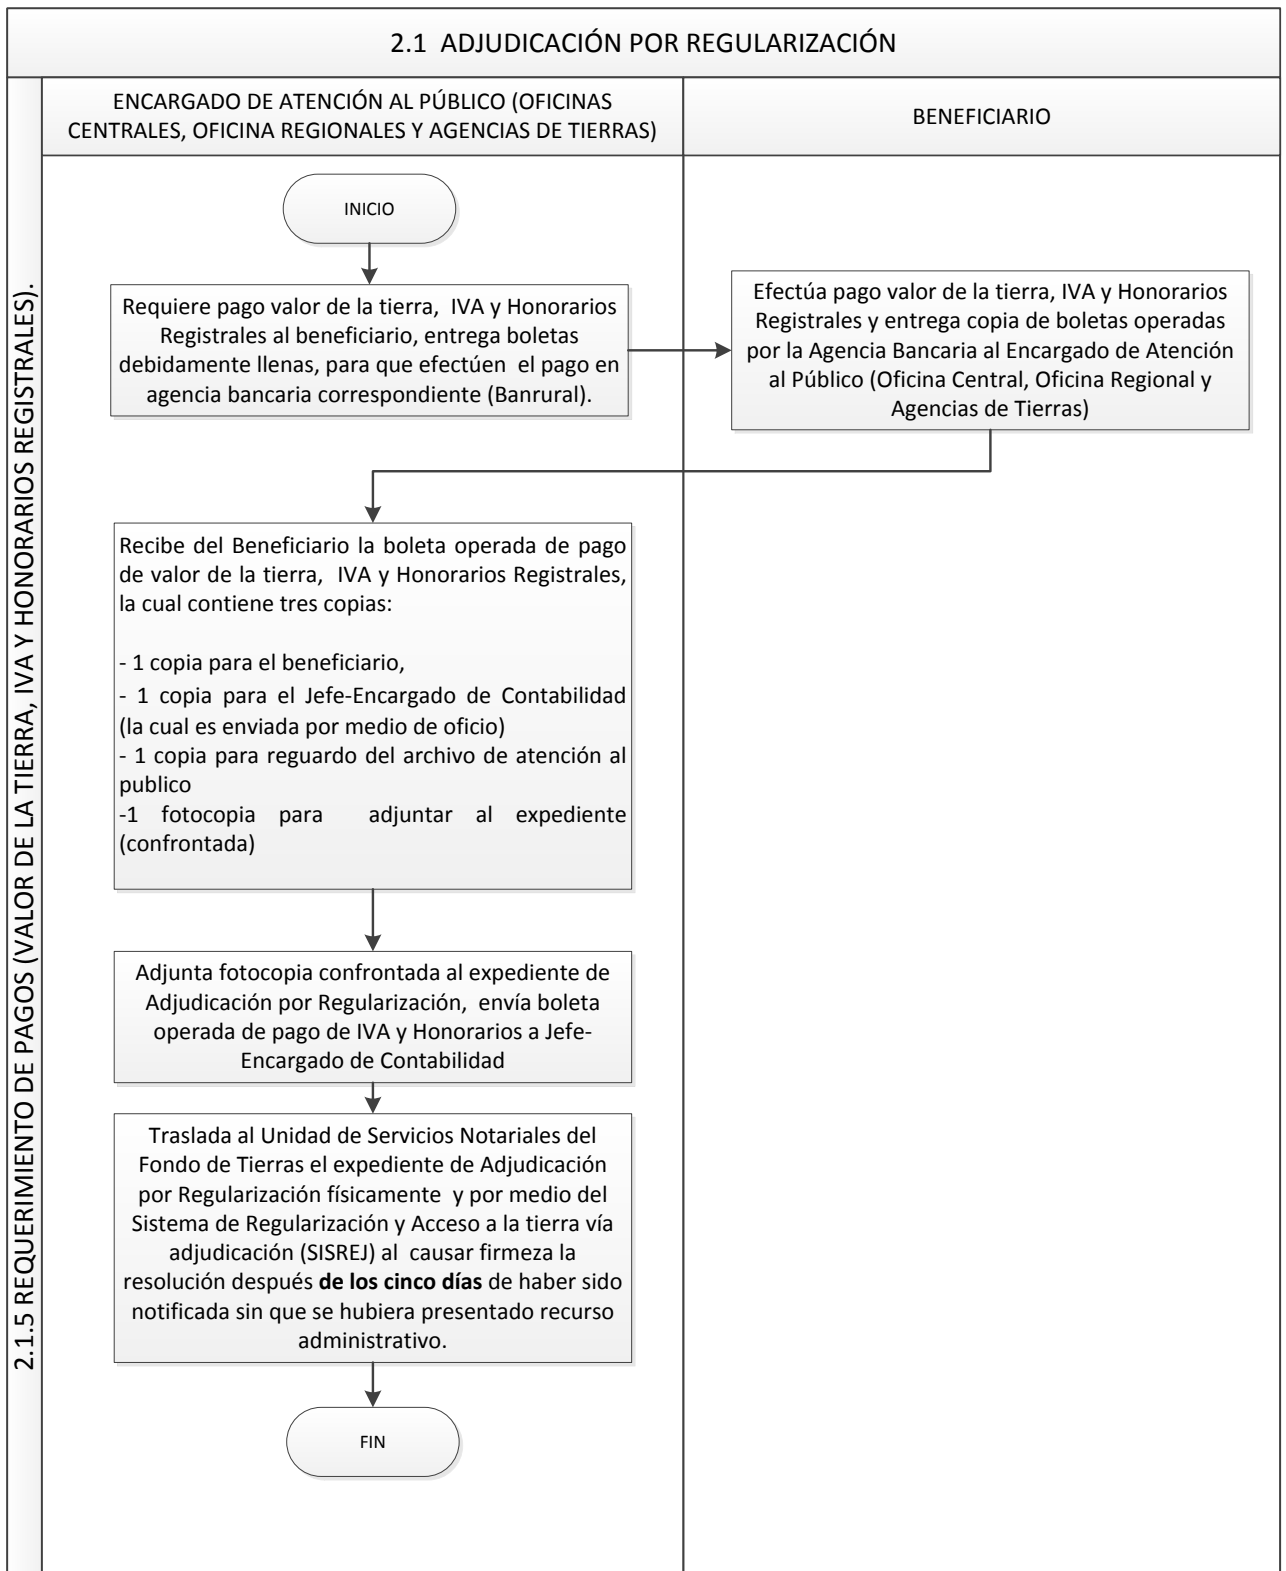 2.1 ADJUDICACIÓN POR REGULARIZACIÓN
2.1.5 REQUERIMIENTO DE PAGOS (VALOR DE LA TIERRA, IVA Y HONORARIOS REGISTRALES).
ENCARGADO DE ATENCIÓN AL PÚBLICO (OFICINAS
CENTRALES, OFICINA REGIONALES Y AGENCIAS DE TIERRAS)
BENEFICIARIO
INICIO
Requiere pago valor de la tierra, IVA y Honorarios
Registrales al beneficiario, entrega boletas
debidamente llenas, para que efectúen el pago en
agencia bancaria correspondiente (Banrural).
Efectúa pago valor de la tierra, IVA y Honorarios
Registrales y entrega copia de boletas operadas
por la Agencia Bancaria al Encargado de Atención
al Público (Oficina Central, Oficina Regional y
Agencias de Tierras)
Recibe del Beneficiario la boleta operada de pago
de valor de la tierra, IVA y Honorarios Registrales,
la cual contiene tres copias:
- 1 copia para el beneficiario,
- 1 copia para el Jefe-Encargado de Contabilidad
(la cual es enviada por medio de oficio)
- 1 copia para reguardo del archivo de atención al
publico
-1 fotocopia para adjuntar al expediente
(confrontada)
Adjunta fotocopia confrontada al expediente de
Adjudicación por Regularización, envía boleta
operada de pago de IVA y Honorarios a Jefe-
Encargado de Contabilidad
Traslada al Unidad de Servicios Notariales del
Fondo de Tierras el expediente de Adjudicación
por Regularización físicamente y por medio del
Sistema de Regularización y Acceso a la tierra vía
adjudicación (SISREJ) al causar firmeza la
resolución después de los cinco días de haber sido
notificada sin que se hubiera presentado recurso
administrativo.
FIN